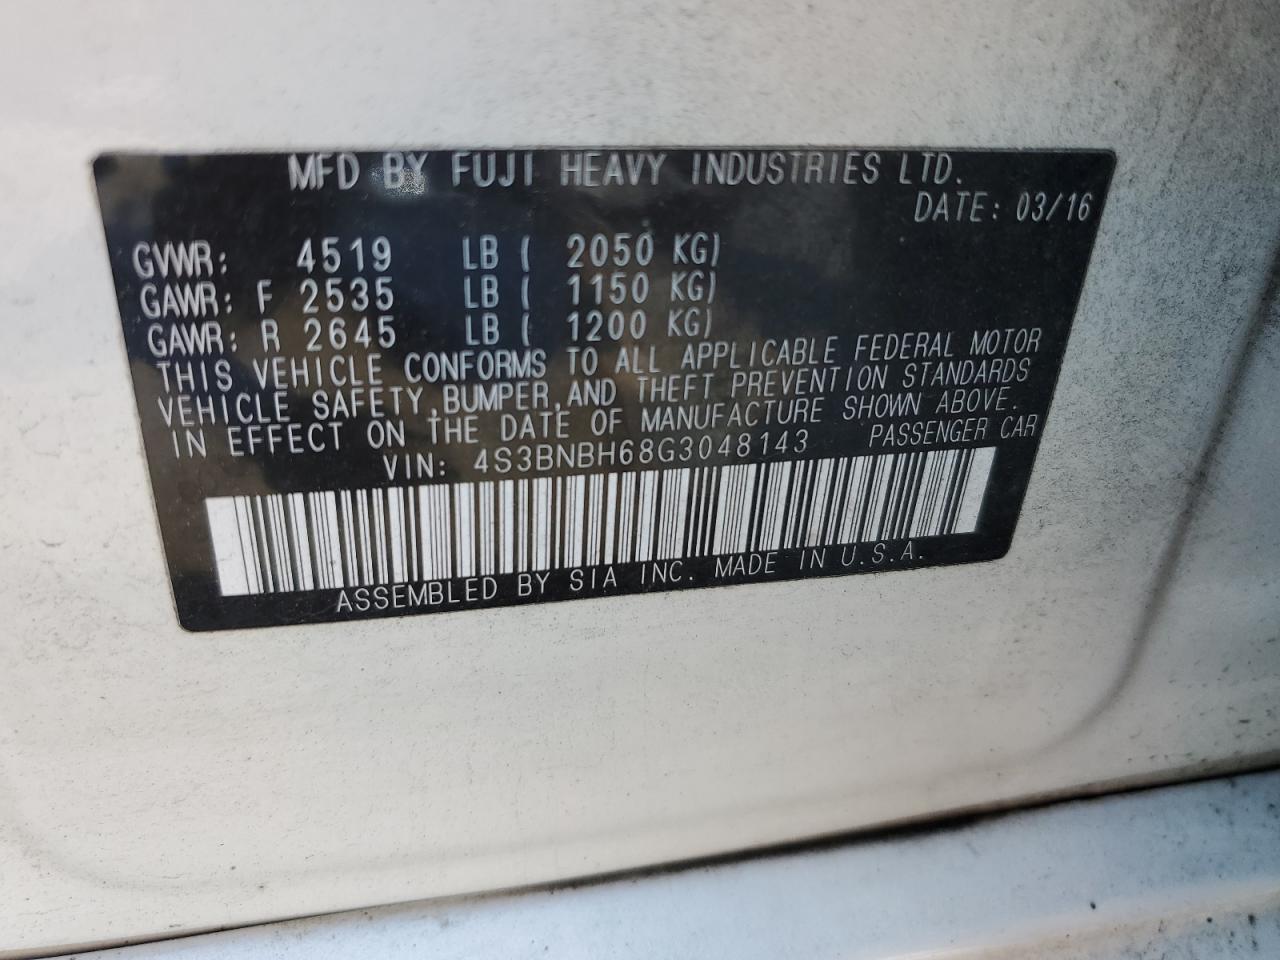 MFD BY FUJI HEAVY INDUSTRIES LTD.
DATE: 03/16
GVWR: 4519 LB ( 2050 KG)
GAWR: F 2535 LB ( 1150 KG)
GAWR: R 2645 LB ( 1200 KG)
THIS VEHICLE CONFORMS TO ALL APPLICABLE FEDERAL MOTOR
VEHICLE SAFETY, BUMPER, AND THEFT PREVENTION STANDARDS
IN EFFECT ON THE DATE OF MANUFACTURE SHOWN ABOVE.
VIN: 4S3BNBH68G3048143 PASSENGER CAR
ASSEMBLED BY SIA INC. MADE IN U.S.A.